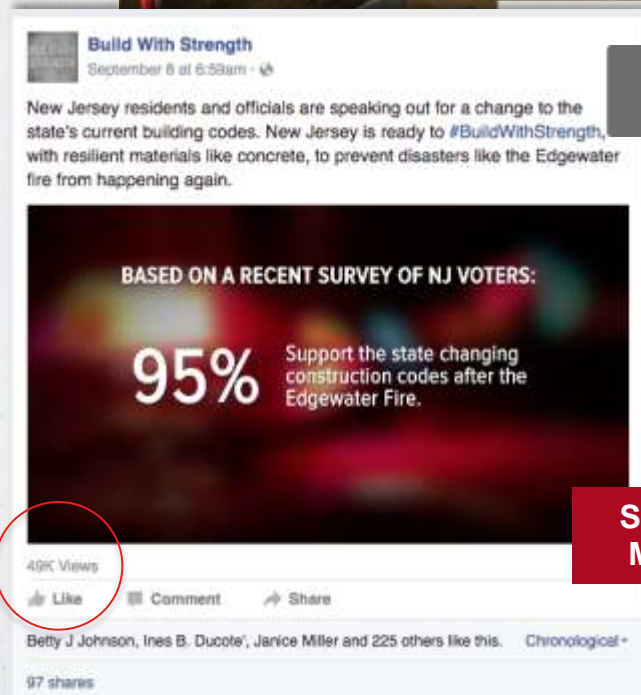 Build With Strength
September 8 at 6:59am ·
New Jersey residents and officials are speaking out for a change to the
state's current building codes. New Jersey is ready to #BuildWithStrength,
with resilient materials like concrete, to prevent disasters like the Edgewater
fire from happening again.
BASED ON A RECENT SURVEY OF NJ VOTERS:
95%
Support the state changing
construction codes after the
Edgewater Fire.
49K Views
Like Comment Share
Betty J Johnson, Ines B. Ducote', Janice Miller and 225 others like this. Chronological
97 shares